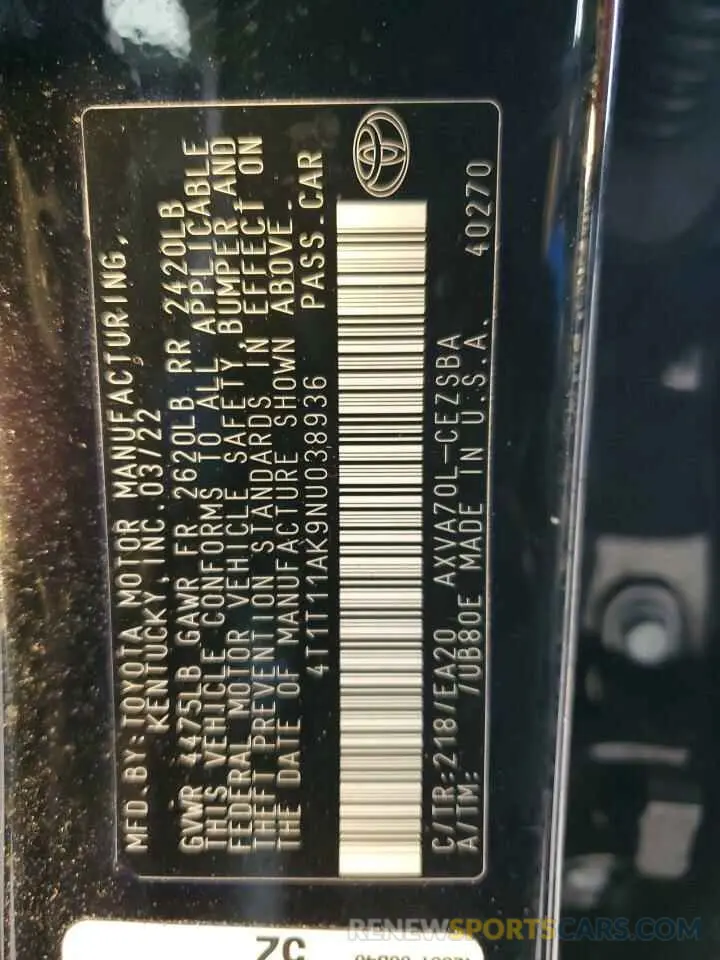 MFD.BY:TOYOTA MOTOR MANUFACTURING,
KENTUCKY, INC.03/22
GVWR 4475LB GAWR FR 2620LB RR 2420LB
THIS VEHICLE CONFORMS TO ALL APPLICABLE
FEDERAL MOTOR VEHICLE SAFETY, BUMPER,AND
THEFT PREVENTION STANDARDS IN EFFECT ON
THE DATE OF MANUFACTURE SHOWN ABOVE.
4T1T11AK9NU038936 PASS.CAR
C/TR:218/EA20 AXVA70L-CEZSBA 40270
A/TM: /UB80E MADE IN U.S.A.
RENEWSPORTSCARS.COM